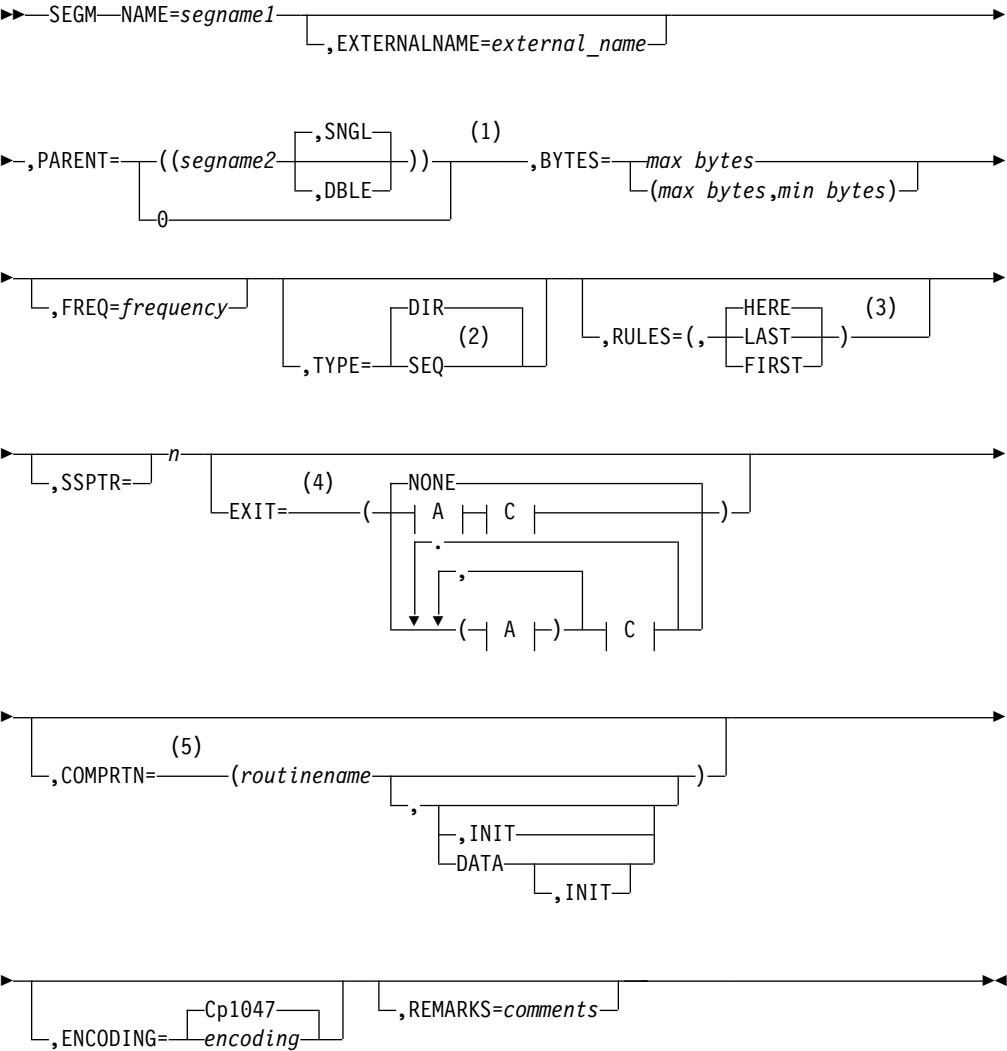 SEGM NAME=segname1
,EXTERNALNAME=external_name
,SNGL (1)
,PARENT= ((segname2 )) ,BYTES= max bytes
,DBLE (max bytes,min bytes)
0
,FREQ=frequency DIR HERE (3)
(2) ,RULES=(, LAST )
,TYPE= SEQ FIRST
,SSPTR= n
(4) NONE
EXIT= ( A C )
.
,
( A ) C
(5)
,COMPRTN= (routinename )
,
,INIT
DATA
,INIT
Cp1047 ,REMARKS=comments
,ENCODING= encoding